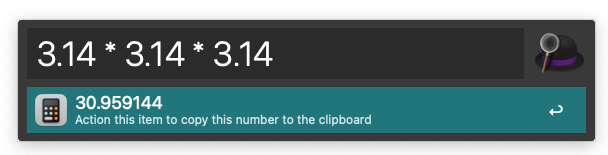 3.14 * 3.14 * 3.14
30.959144
Action this item to copy this number to the clipboard